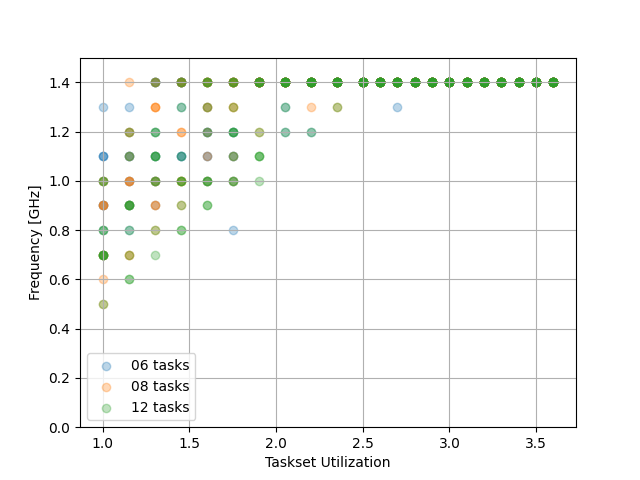 1.4
1.2
1.0
0.8
0.6
0.4
0.2
0.0
Frequency [GHz]
06 tasks
08 tasks
12 tasks
1.0 1.5 2.0 2.5 3.0 3.5
Taskset Utilization